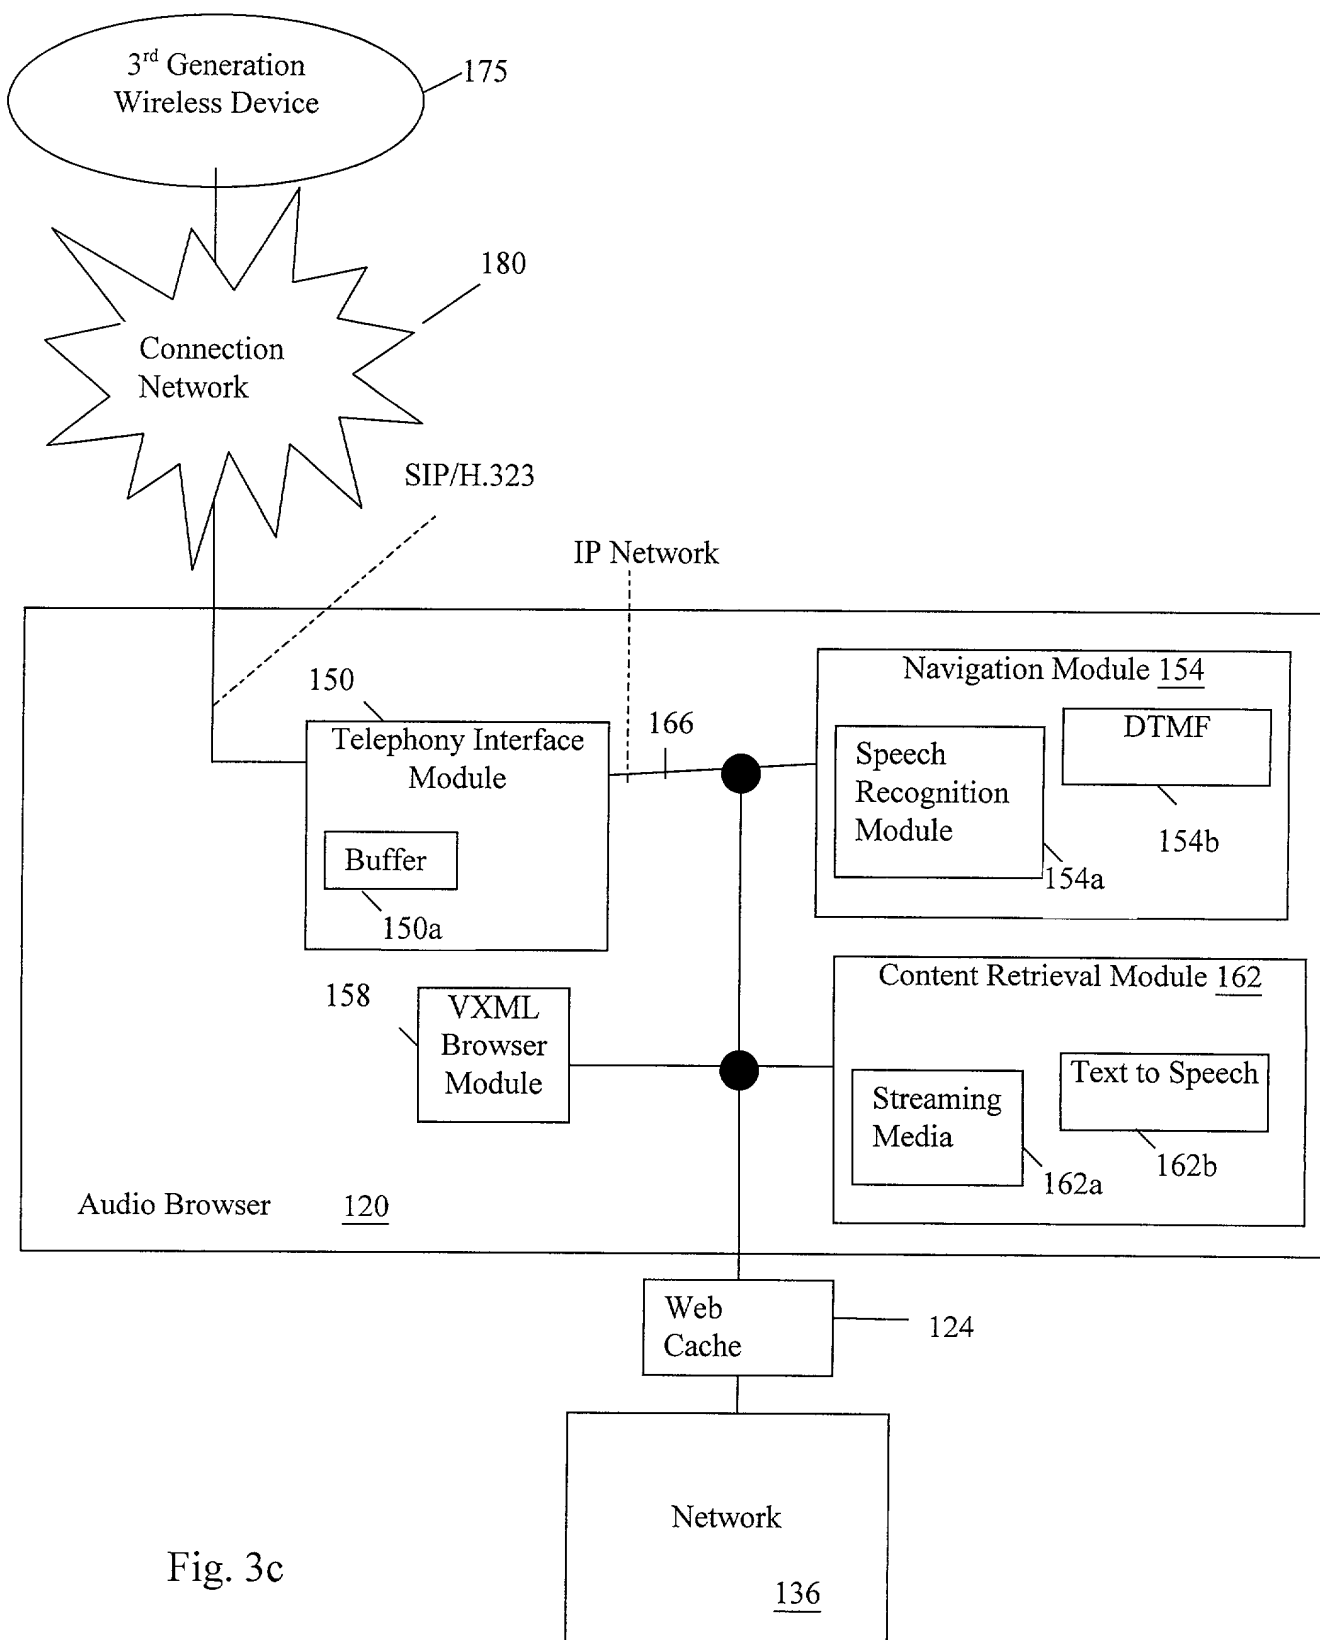 3rd Generation
Wireless Device
175
180
Connection
Network
SIP/H.323
IP Network
150
Telephony Interface
Module
Buffer
150a
166
Navigation Module 154
Speech
Recognition
Module
154a
DTMF
154b
158
VXML
Browser
Module
Content Retrieval Module 162
Streaming
Media
162a
Text to Speech
162b
Audio Browser 120
Web
Cache
124
Network
136
Fig. 3c